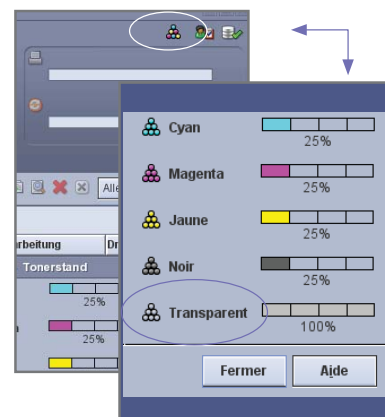 Alle
rbeitung Dr
Tonerstand
25%
25%
Cyan
25%
Magenta
25%
Jaune
25%
Noir
25%
Transparent
100%
Fermer Aide